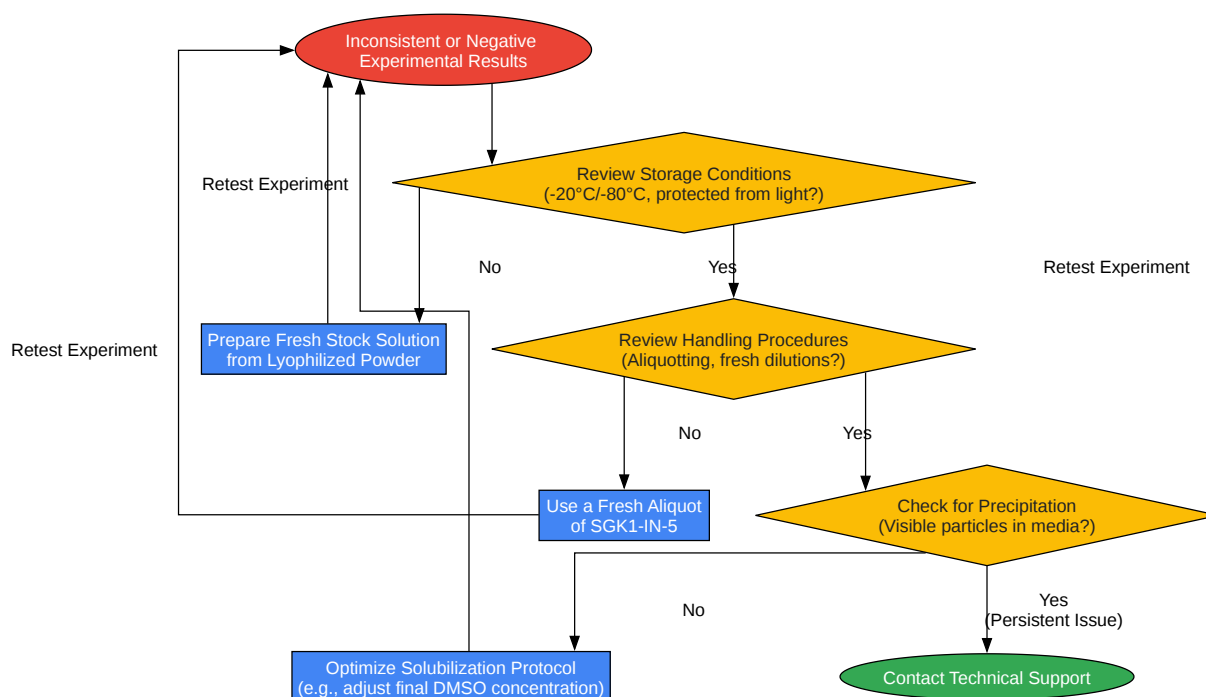 Inconsistent or Negative
Experimental Results
Review Storage Conditions
(-20°C/-80°C, protected from light?)
Retest Experiment
No
Yes
Retest Experiment
Prepare Fresh Stock Solution
from Lyophilized Powder
Review Handling Procedures
(Aliquotting, fresh dilutions?)
Retest Experiment
No
Yes
Use a Fresh Aliquot
of SGK1-IN-5
Check for Precipitation
(Visible particles in media?)
No
Yes
(Persistent Issue)
Optimize Solubilization Protocol
(e.g., adjust final DMSO concentration)
Contact Technical Support